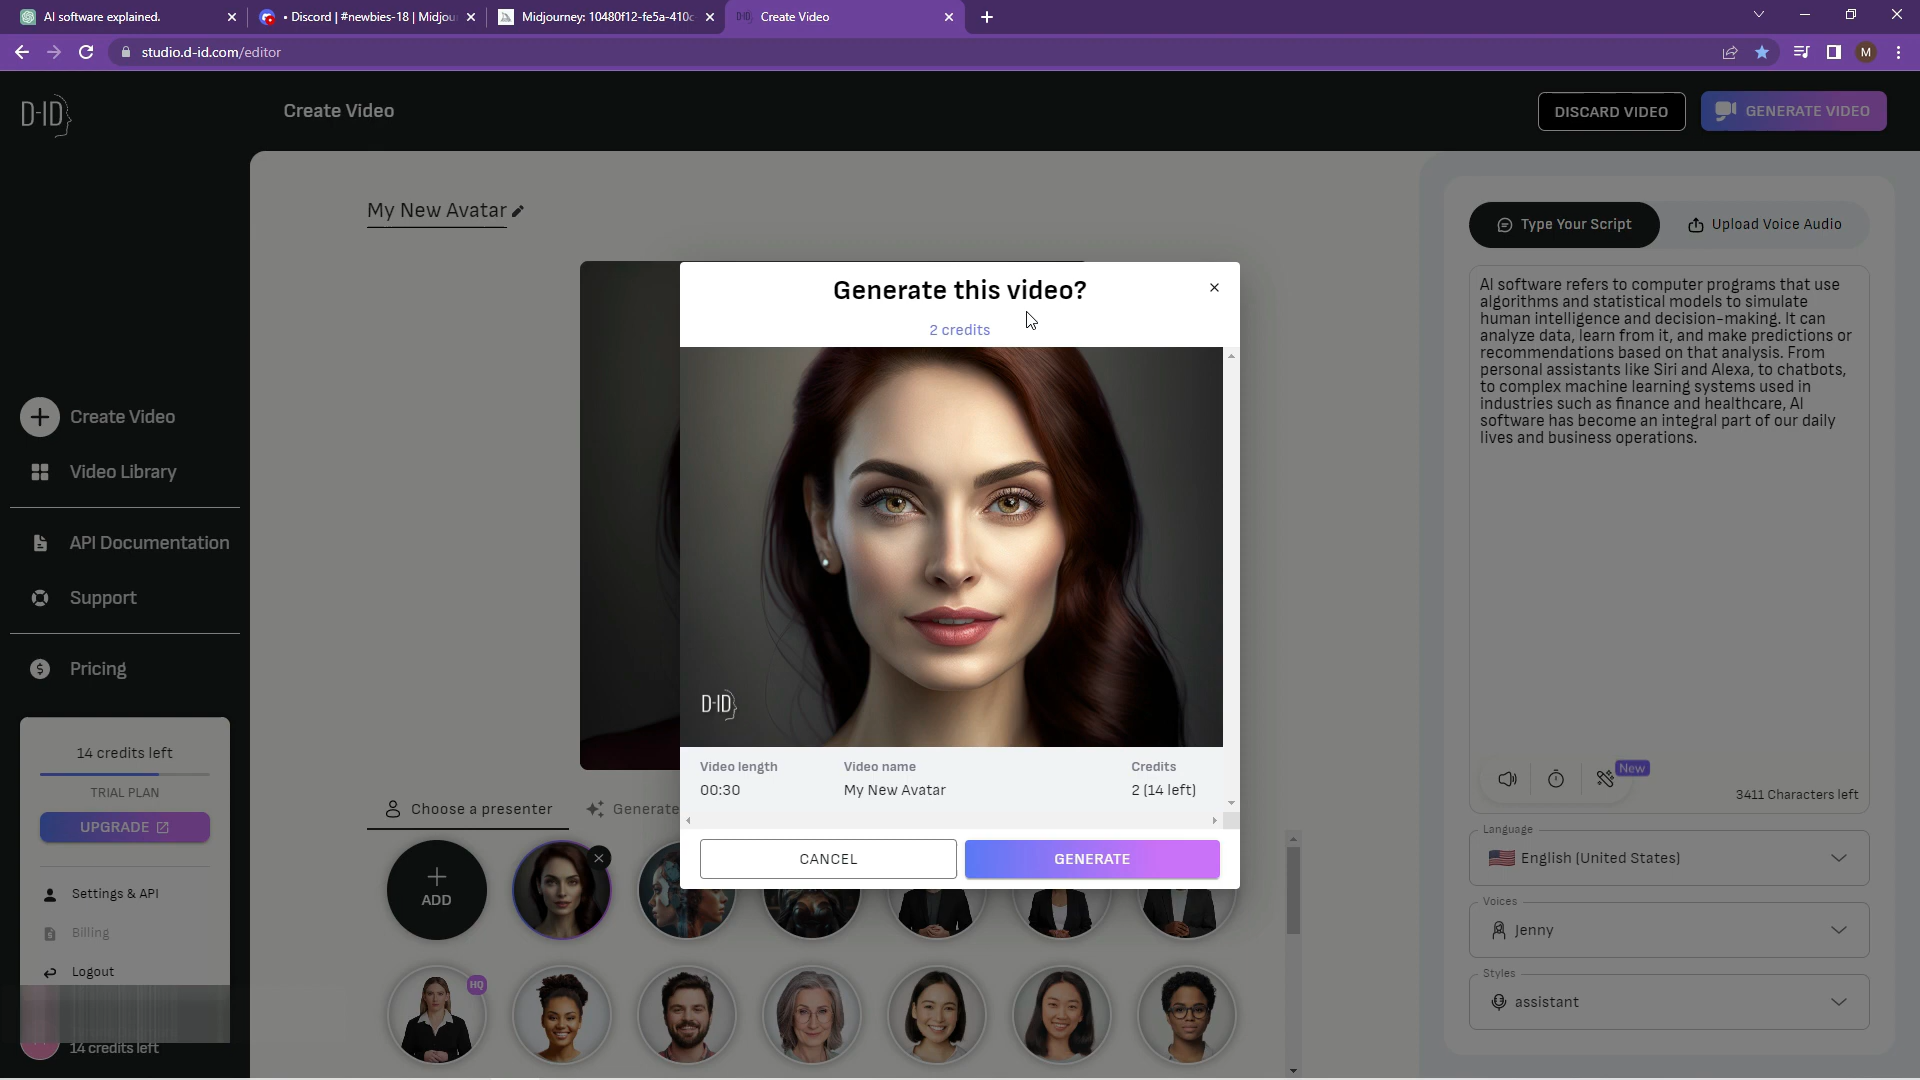 AI software explained.
• Discord | #newbies-18 | Midjou
Midjourney: 10480f12-fe5a-410c
Create Video
studio.d-id.com/editor
M
D-ID
Create Video
DISCARD VIDEO
GENERATE VIDEO
My New Avatar
Type Your Script
Upload Voice Audio
Generate this video?
2 credits
AI software refers to computer programs that use
algorithms and statistical models to simulate
human intelligence and decision-making. It can
analyze data, learn from it, and make predictions or
recommendations based on that analysis. From
personal assistants like Siri and Alexa, to chatbots,
to complex machine learning systems used in
industries such as finance and healthcare, AI
software has become an integral part of our daily
lives and business operations.
Create Video
Video Library
API Documentation
Support
Pricing
14 credits left
TRIAL PLAN
UPGRADE
Settings & API
Billing
Logout
14 credits left
D-ID
Video length
Video name
Credits
00:30
My New Avatar
2 (14 left)
CANCEL
GENERATE
Choose a presenter
Generate
ADD
HQ
New
3411 Characters left
Language
English (United States)
Voices
Jenny
Styles
assistant